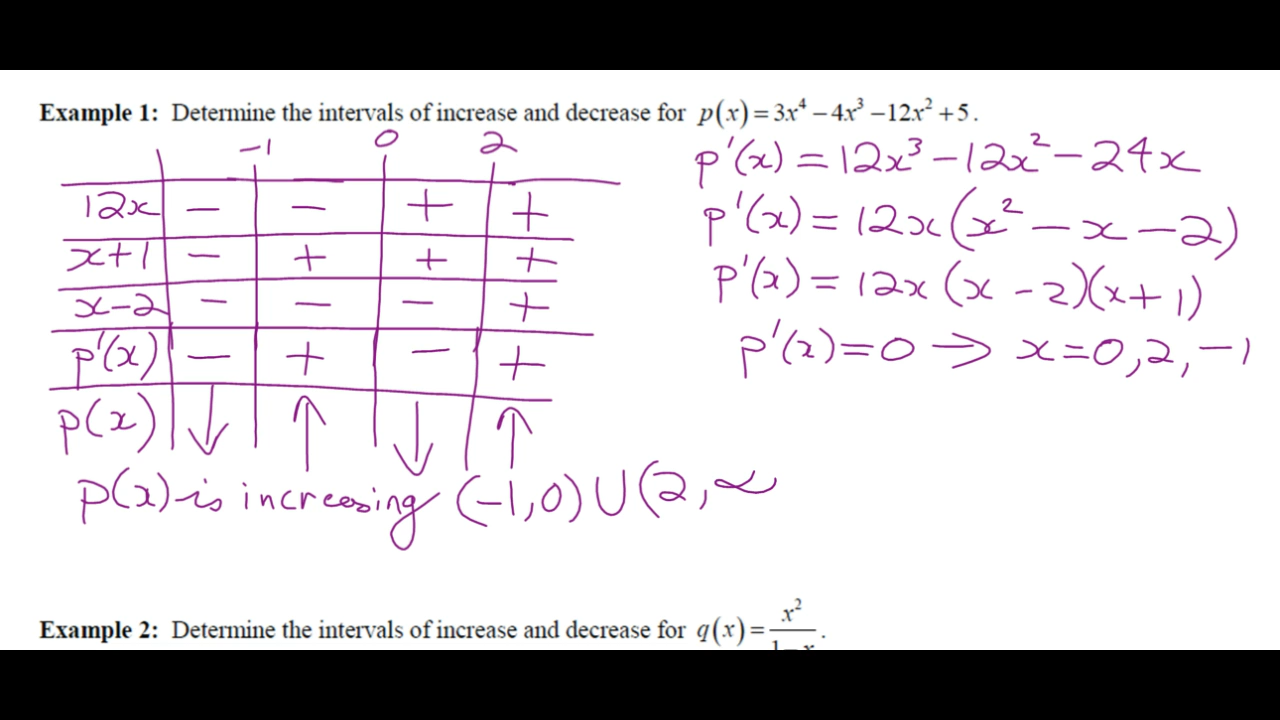 Example 1: Determine the intervals of increase and decrease for p(x) = 3x⁴ − 4x³ − 12x² + 5.
−1 0 2
12x − − + +
x+1 − + + +
x−2 − − − +
p'(x) − + − +
p(x) ↓ ↑ ↓ ↑
p'(x) = 12x³ − 12x² − 24x
p'(x) = 12x(x² − x − 2)
p'(x) = 12x(x − 2)(x + 1)
p'(x) = 0 → x = 0, 2, −1
p(x) is increasing (−1, 0) ∪ (2, ∞
Example 2: Determine the intervals of increase and decrease for q(x) = x² / 1 − x .